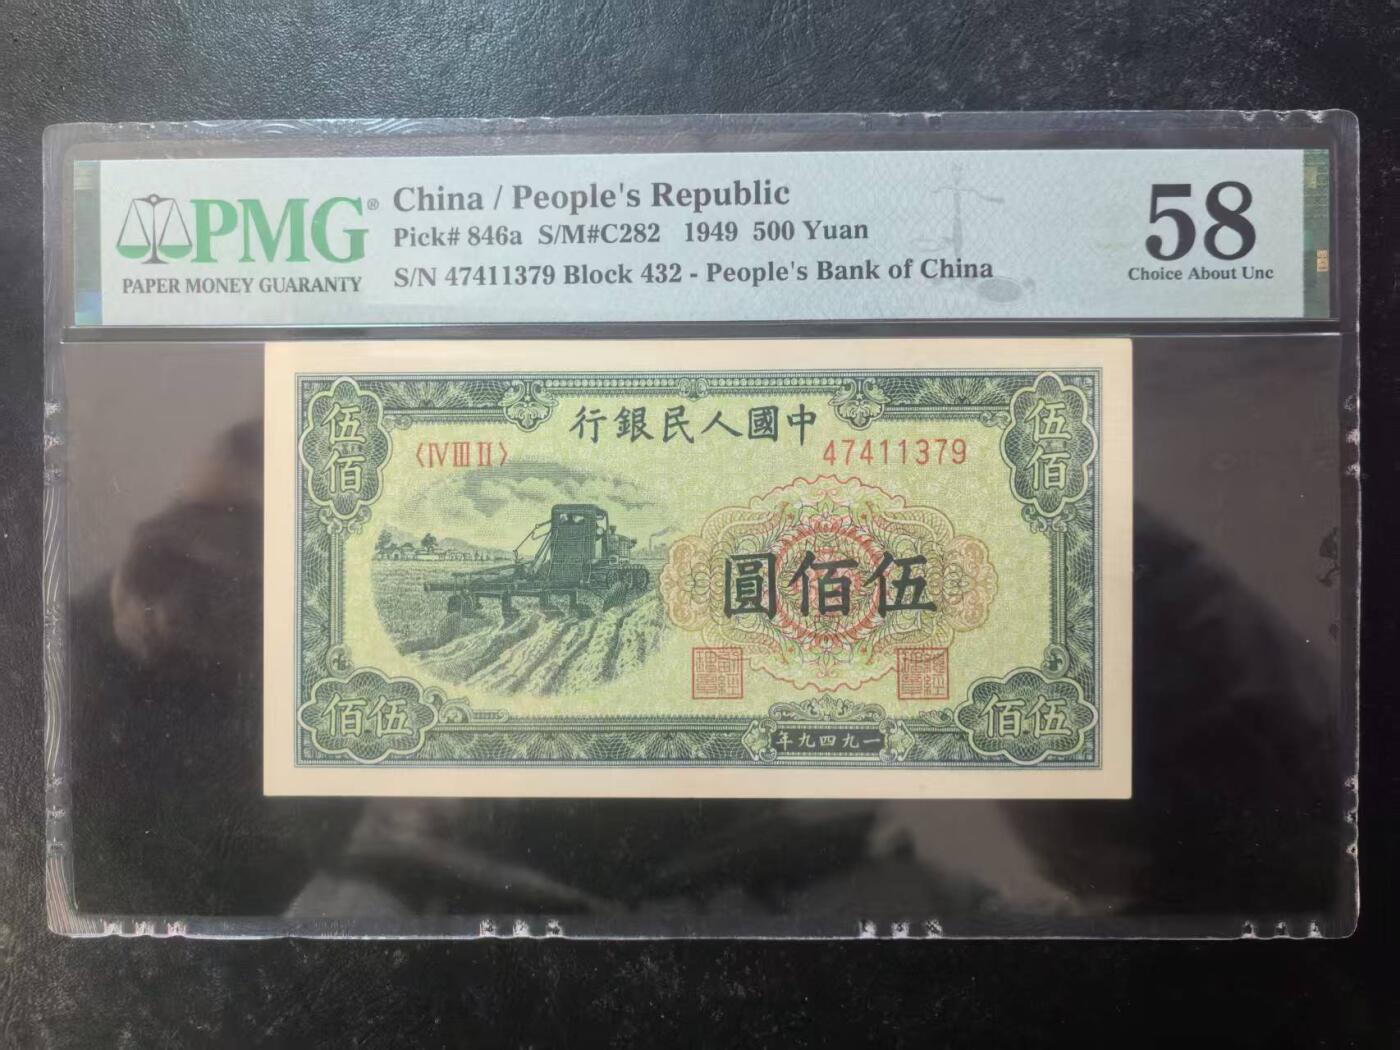 PMG®
PAPER MONEY GUARANTY
China / People's Republic
Pick# 846a S/M#C282 1949 500 Yuan
S/N 47411379 Block 432 - People's Bank of China
58
Choice About Unc
行銀民人國中
伍佰
伍佰
〈IV III II〉
47411379
圓佰伍
佰伍
佰伍
年九四九一